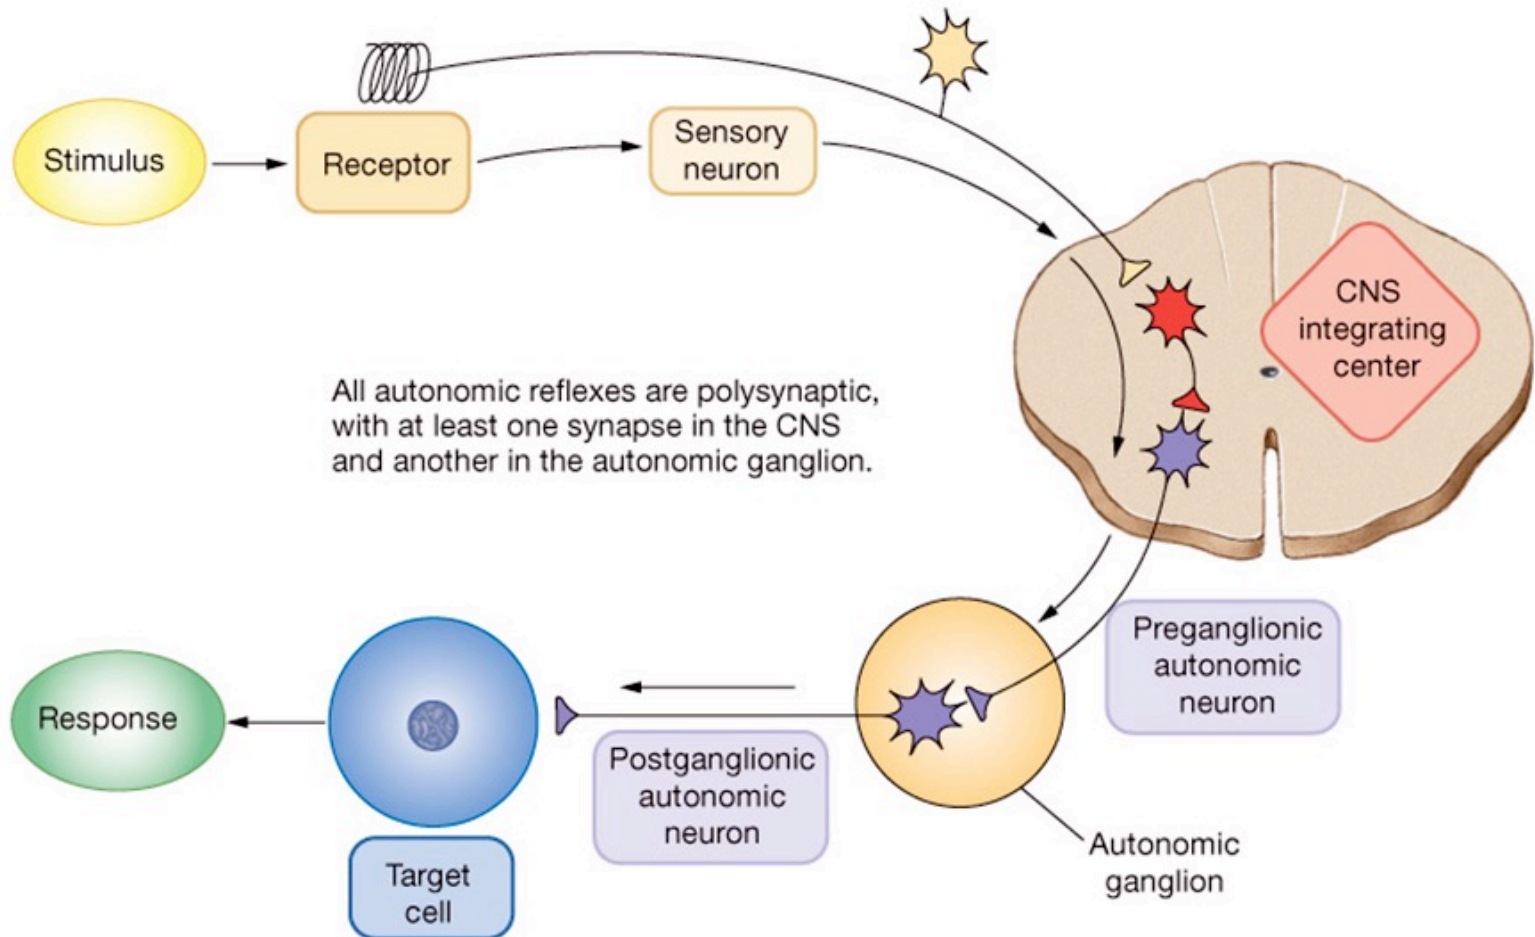 Stimulus
Receptor
Sensory
neuron
CNS
integrating
center
All autonomic reflexes are polysynaptic,
with at least one synapse in the CNS
and another in the autonomic ganglion.
Preganglionic
autonomic
neuron
Response
Postganglionic
autonomic
neuron
Autonomic
ganglion
Target
cell